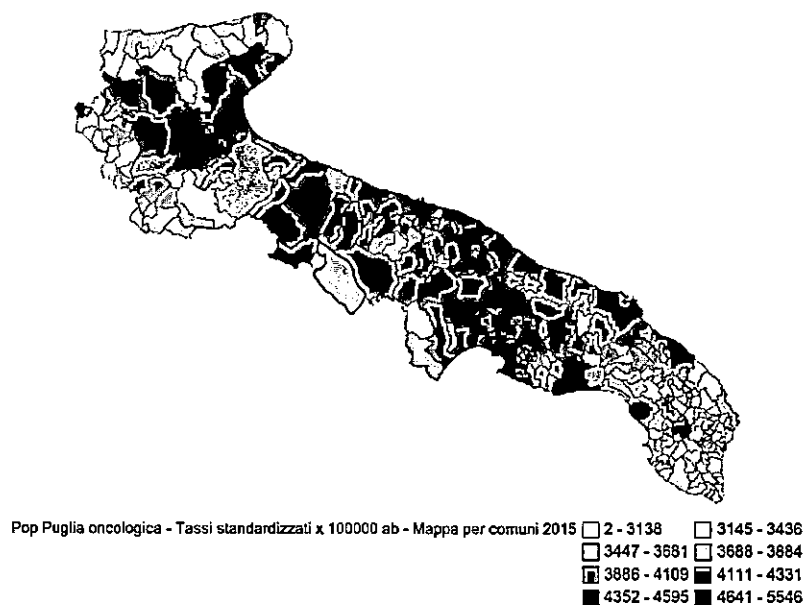 Pop Puglia oncologica - Tassi standardizzati x 100000 ab - Mappa per comuni 2015 2 - 3138 3145 - 3436
3447 - 3681 3688 - 3884
3886 - 4109 4111 - 4331
4352 - 4595 4641 - 5546